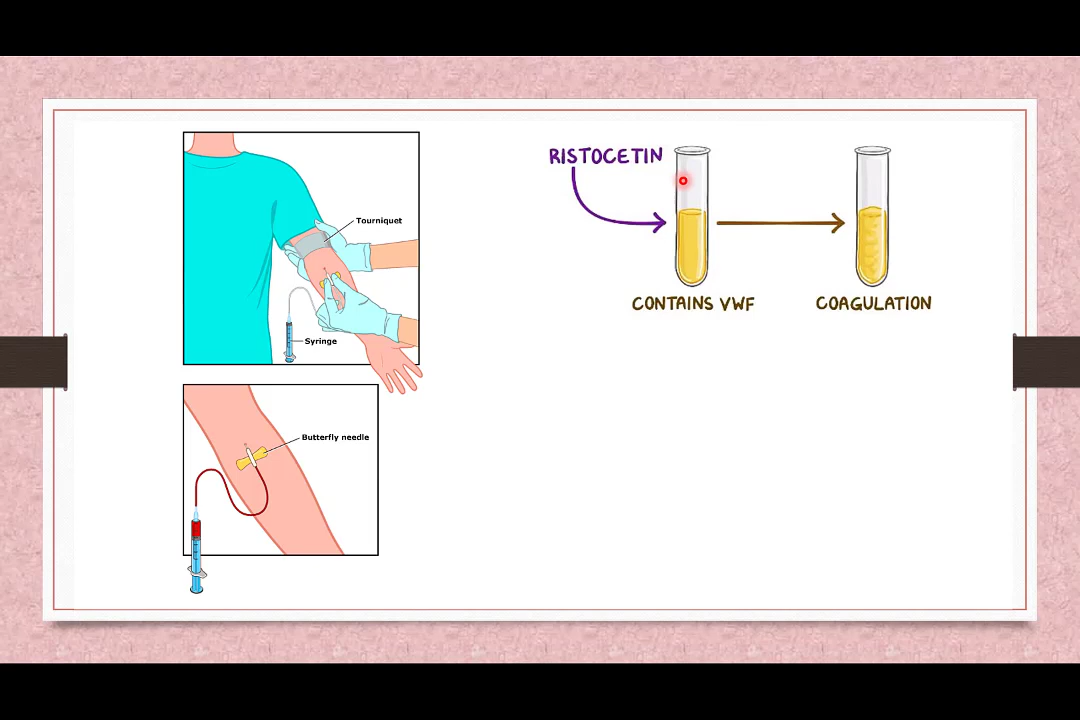 Tourniquet
Syringe
Butterfly needle
RISTOCETIN
CONTAINS VWF
COAGULATION